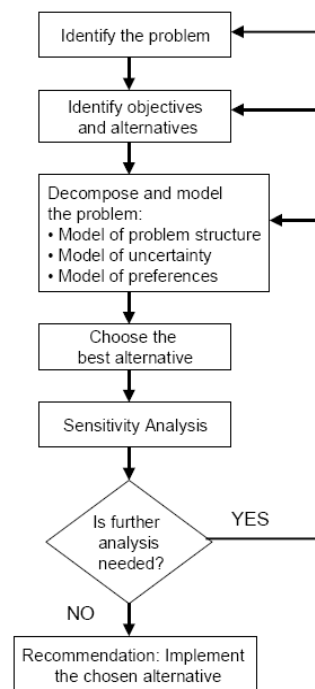 Identify the problem
Identify objectives
and alternatives
Decompose and model
the problem:
• Model of problem structure
• Model of uncertainty
• Model of preferences
Choose the
best alternative
Sensitivity Analysis
Is further
analysis
needed?
YES
NO
Recommendation: Implement
the chosen alternative